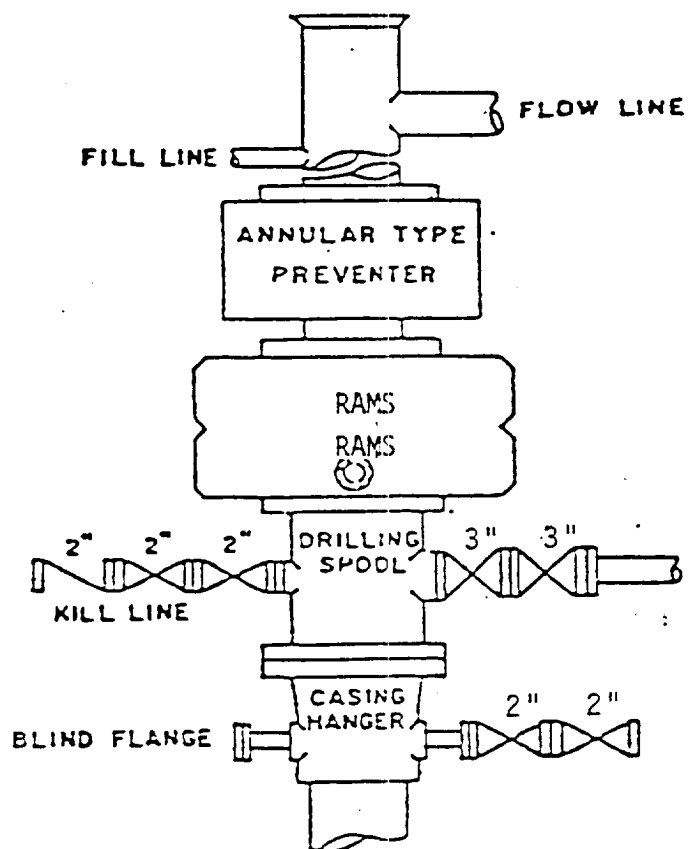 FLOW LINE
FILL LINE
ANNULAR TYPE
PREVENTER
RAMS
RAMS
2" 2" 2"
DRILLING
SPOOL
3" 3"
KILL LINE
CASING
HANGER
2" 2"
BLIND FLANGE